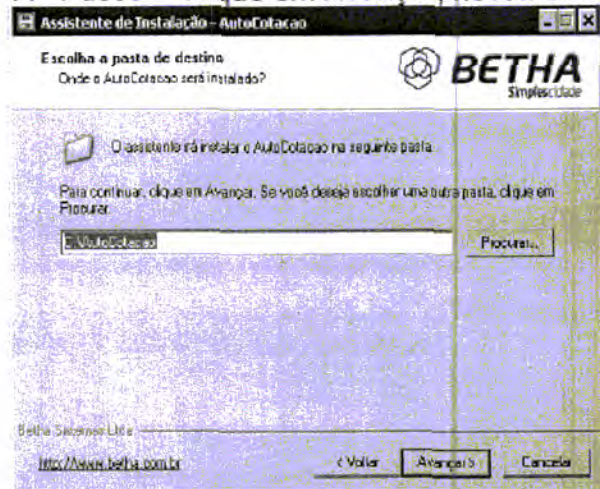 Assistente de Instalação - AutoCotacao
Escolha a pasta de destino
Onde o AutoCotacao será instalado?
BETHA
Simplescidade
O assistente irá instalar o AutoCotacao na seguinte pasta.
Para continuar, clique em Avançar. Se você deseja escolher uma outra pasta, clique em
Procurar.
\AutoCotacao
Procurar...
Betha Sistemas Ltda
http://www.betha.com.br
< Voltar
Avançar >
Cancelar